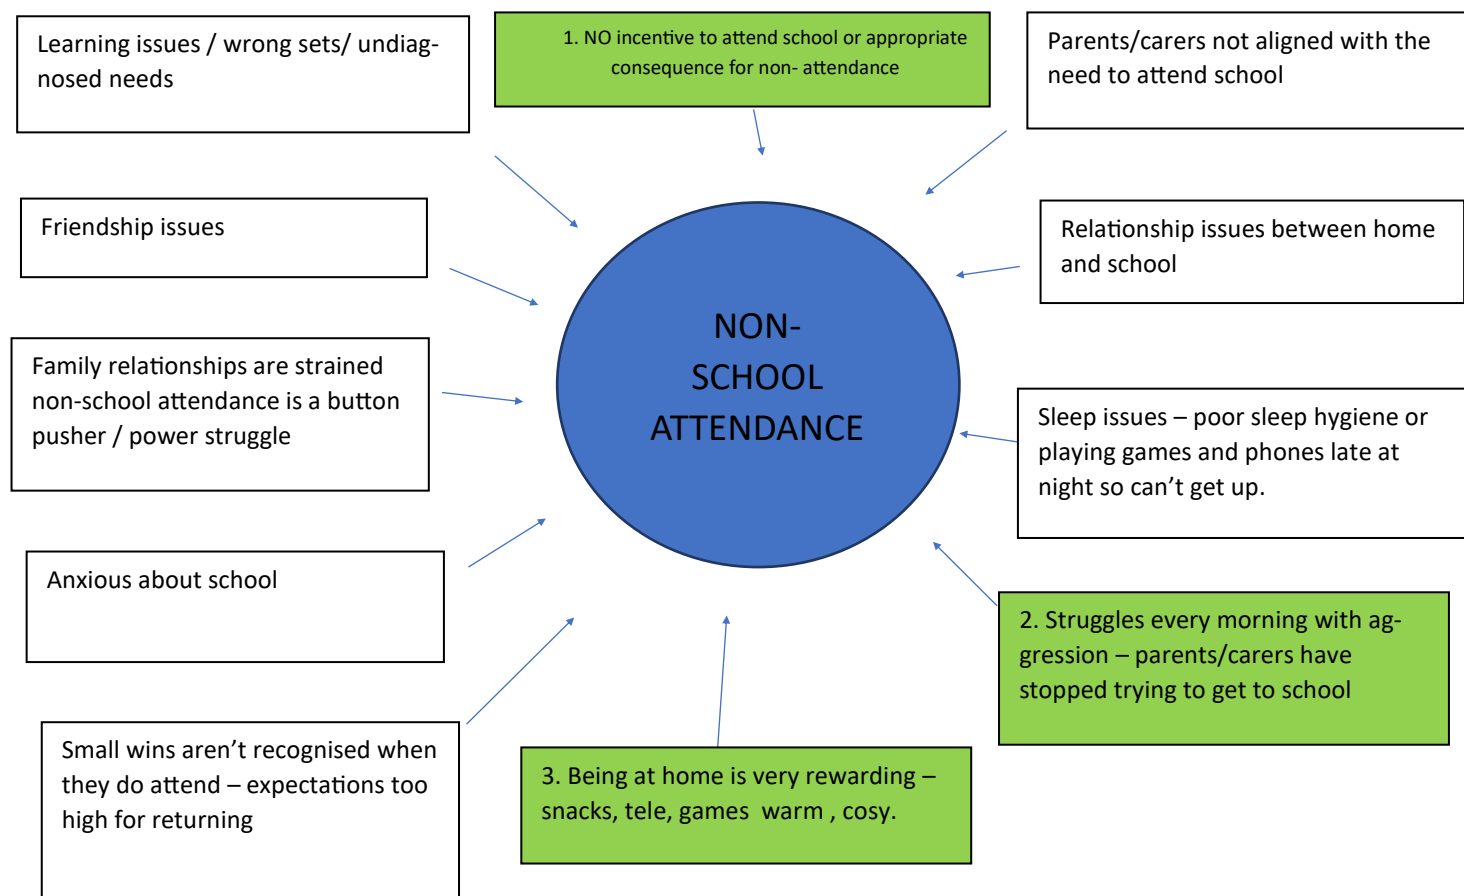 Learning issues / wrong sets/ undiag-
nosed needs
1. NO incentive to attend school or appropriate
consequence for non- attendance
Parents/carers not aligned with the
need to attend school
Friendship issues
Relationship issues between home
and school
NON-
SCHOOL
ATTENDANCE
Family relationships are strained
non-school attendance is a button
pusher / power struggle
Sleep issues – poor sleep hygiene or
playing games and phones late at
night so can’t get up.
Anxious about school
2. Struggles every morning with ag-
gression – parents/carers have
stopped trying to get to school
Small wins aren’t recognised when
they do attend – expectations too
high for returning
3. Being at home is very rewarding –
snacks, tele, games  warm , cosy.